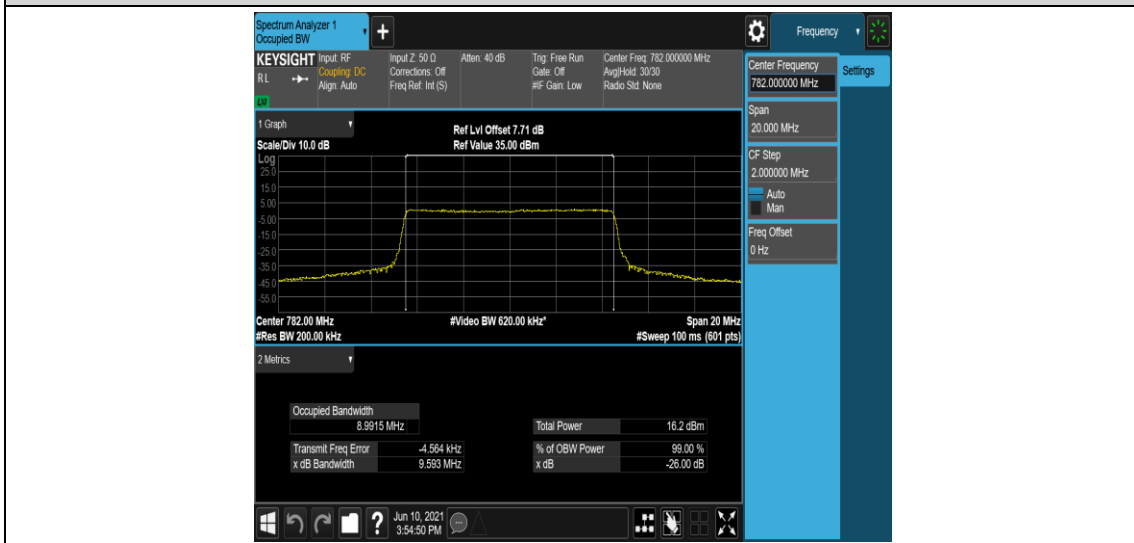 Spectrum Analyzer 1
Occupied BW
+
Frequency
KEYSIGHT
RL
LNI
Input: RF
Coupling: DC
Align: Auto
Input Z: 50 Ω
Corrections: Off
Freq Ref: Int (S)
Atten: 40 dB
Trig: Free Run
Gate: Off
#IF Gain: Low
Center Freq: 782.000000 MHz
Avg|Hold: 30/30
Radio Std: None
Center Frequency
782.000000 MHz
Settings
Span
20.000 MHz
CF Step
2.000000 MHz
Auto
Man
Freq Offset
0 Hz
1 Graph
Ref Lvl Offset 7.71 dB
Scale/Div 10.0 dB
Ref Value 35.00 dBm
Log
25.0
15.0
5.00
-5.00
-15.0
-25.0
-35.0
-45.0
-55.0
Center 782.00 MHz
#Video BW 620.00 kHz*
Span 20 MHz
#Res BW 200.00 kHz
#Sweep 100 ms (601 pts)
2 Metrics
Occupied Bandwidth
8.9915 MHz
Total Power 16.2 dBm
Transmit Freq Error -4.564 kHz
% of OBW Power 99.00 %
x dB Bandwidth 9.593 MHz
x dB -26.00 dB
?
Jun 10, 2021
3:54:50 PM